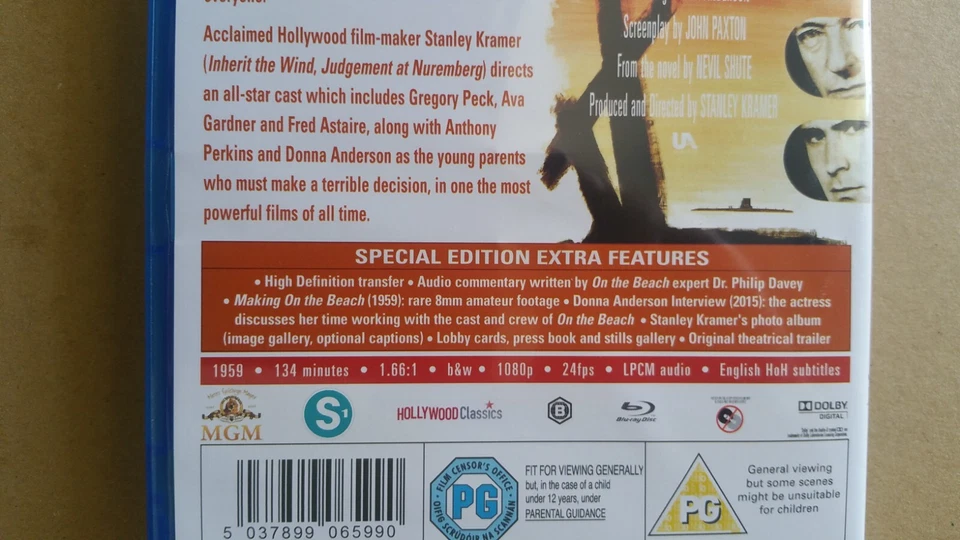 everyone.
Acclaimed Hollywood film-maker Stanley Kramer
(Inherit the Wind, Judgement at Nuremberg) directs
an all-star cast which includes Gregory Peck, Ava
Gardner and Fred Astaire, along with Anthony
Perkins and Donna Anderson as the young parents
who must make a terrible decision, in one the most
powerful films of all time.
Screenplay by JOHN PAXTON
From the novel by NEVIL SHUTE
Produced and Directed by STANLEY KRAMER
UA
SPECIAL EDITION EXTRA FEATURES
• High Definition transfer • Audio commentary written by On the Beach expert Dr. Philip Davey
• Making On the Beach (1959): rare 8mm amateur footage • Donna Anderson Interview (2015): the actress
discusses her time working with the cast and crew of On the Beach • Stanley Kramer's photo album
(image gallery, optional captions) • Lobby cards, press book and stills gallery • Original theatrical trailer
1959 • 134 minutes • 1.66:1 • b&w • 1080p • 24fps • LPCM audio • English HoH subtitles
MGM
S1
HOLLYWOOD Classics
B
Blu-ray Disc
DOLBY
DIGITAL
5 037899 065990
FILM CENSOR'S OFFICE
PG
OIFIG SCRÚDÓIR NA SCANNÁN
FIT FOR VIEWING GENERALLY
but, in the case of a child
under 12 years, under
PARENTAL GUIDANCE
PG
General viewing
but some scenes
might be unsuitable
for children